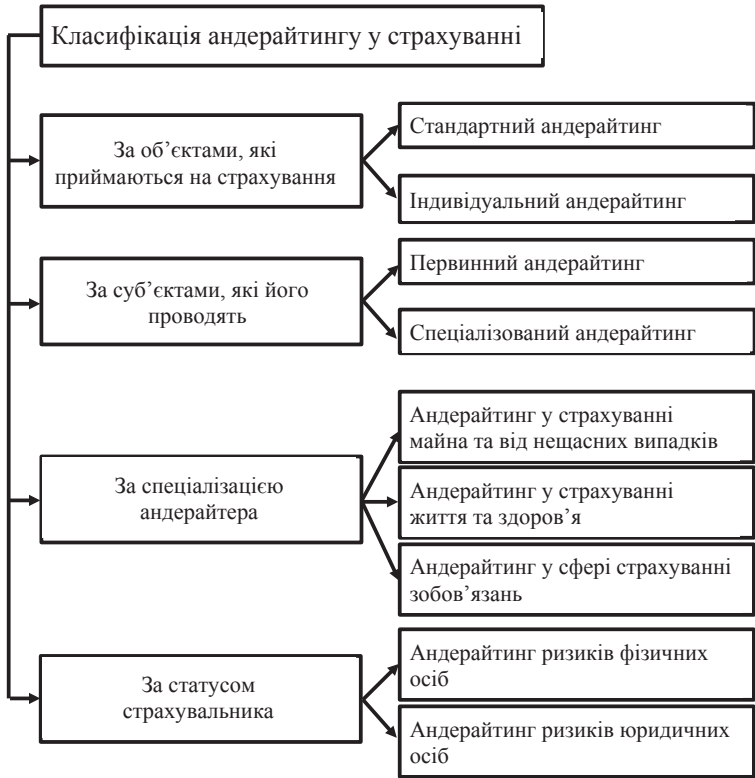 Класифікація андерайтингу у страхуванні
За об’єктами, які
приймаються на страхування
Стандартний андерайтинг
Індивідуальний андерайтинг
За суб’єктами, які його
проводять
Первинний андерайтинг
Спеціалізований андерайтинг
За спеціалізацією
андерайтера
Андерайтинг у страхуванні
майна та від нещасних випадків
Андерайтинг у страхуванні
життя та здоров’я
Андерайтинг у сфері страхуванні
зобов’язань
За статусом
страхувальника
Андерайтинг ризиків фізичних
осіб
Андерайтинг ризиків юридичних
осіб